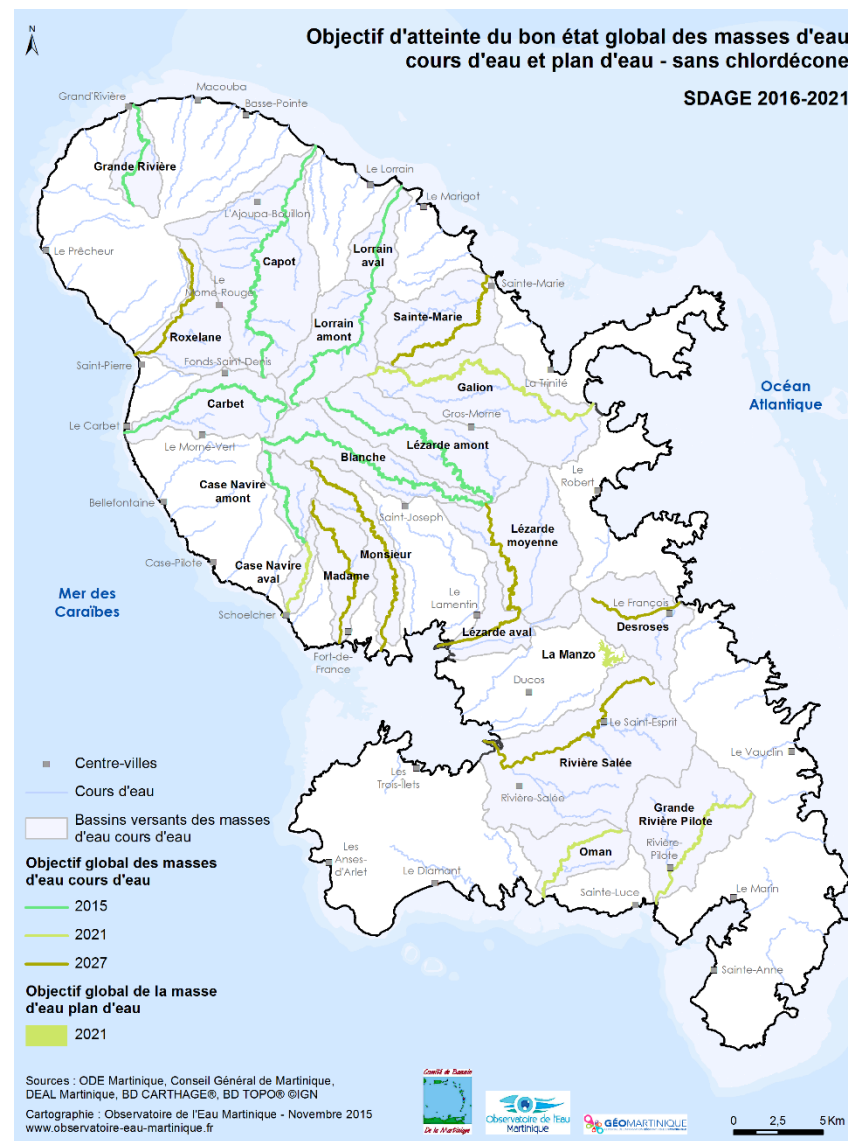 N
Objectif d'atteinte du bon état global des masses d'eau
cours d'eau et plan d'eau - sans chlordécone
SDAGE 2016-2021
Grand'Rivière
Macouba
Basse-Pointe
Grande Rivière
Le Lorrain
Le Marigot
L'Ajoupa-Bouillon
Le Prêcheur
Capot
Lorrain
aval
Le
Morne-Rouge
Sainte-Marie
Lorrain
amont
Sainte-Marie
Roxelane
Saint-Pierre
Fonds-Saint-Denis
Galion
La Trinité
Océan
Atlantique
Carbet
Gros-Morne
Le Carbet
Le Morne-Vert
Lézarde amont
Blanche
Le
Robert
Case Navire
amont
Bellefontaine
Saint-Joseph
Lézarde
moyenne
Case-Pilote
Case Navire
aval
Monsieur
Madame
Mer des
Caraïbes
Schoelcher
Le
Lamentin
Le François
Desroses
Lézarde aval
Fort-de-
France
La Manzo
Ducos
Le Saint-Esprit
Le Vauclin
Rivière Salée
Les
Trois-Îlets
Rivière-Salée
Grande
Rivière Pilote
Rivière-
Pilote
Oman
Les
Anses-
d'Arlet
Le Diamant
Sainte-Luce
Le Marin
Sainte-Anne
Centre-villes
Cours d'eau
Bassins versants des masses
d'eau cours d'eau
Objectif global des masses
d'eau cours d'eau
2015
2021
2027
Objectif global de la masse
d'eau plan d'eau
2021
Sources : ODE Martinique, Conseil Général de Martinique,
DEAL Martinique, BD CARTHAGE®, BD TOPO® ©IGN
Cartographie : Observatoire de l'Eau Martinique - Novembre 2015
www.observatoire-eau-martinique.fr
Comité de Bassin
De la Martinique
Observatoire de l'Eau
Martinique
GÉOMARTINIQUE
0 2,5 5 Km